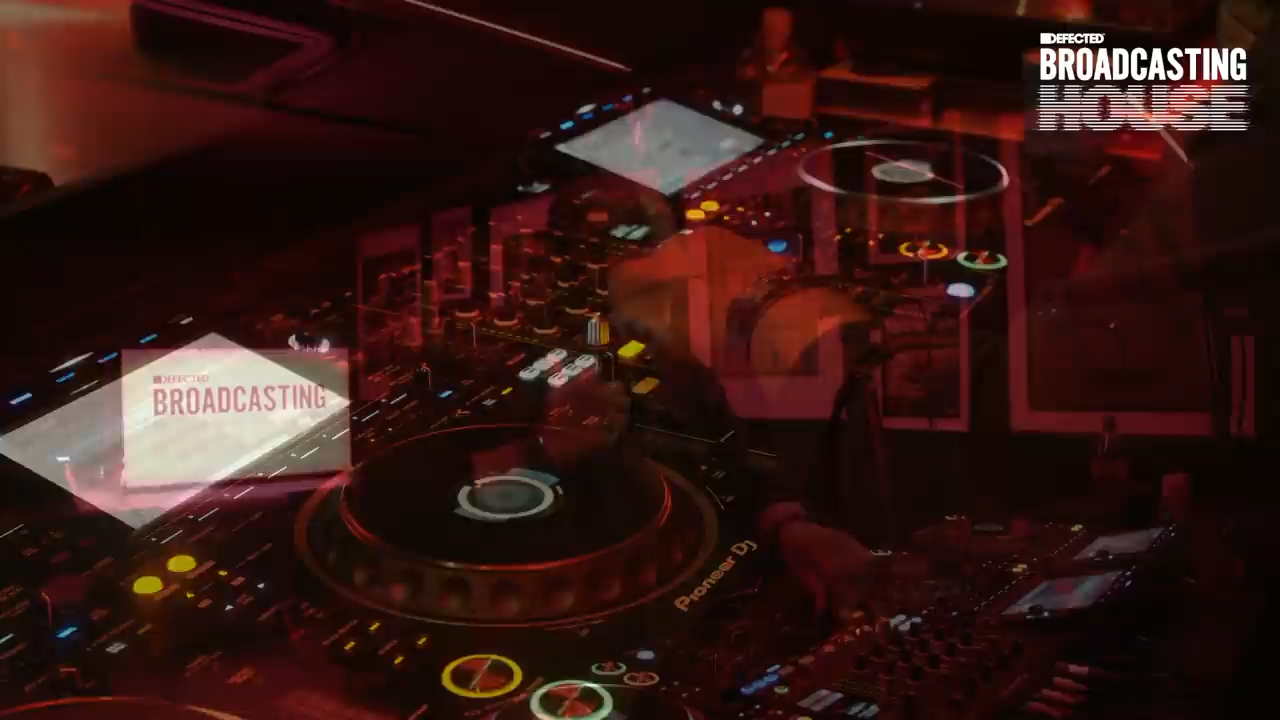 DEFECTED
BROADCASTING
HOUSE
DEFECTED
BROADCASTING
Pioneer DJ